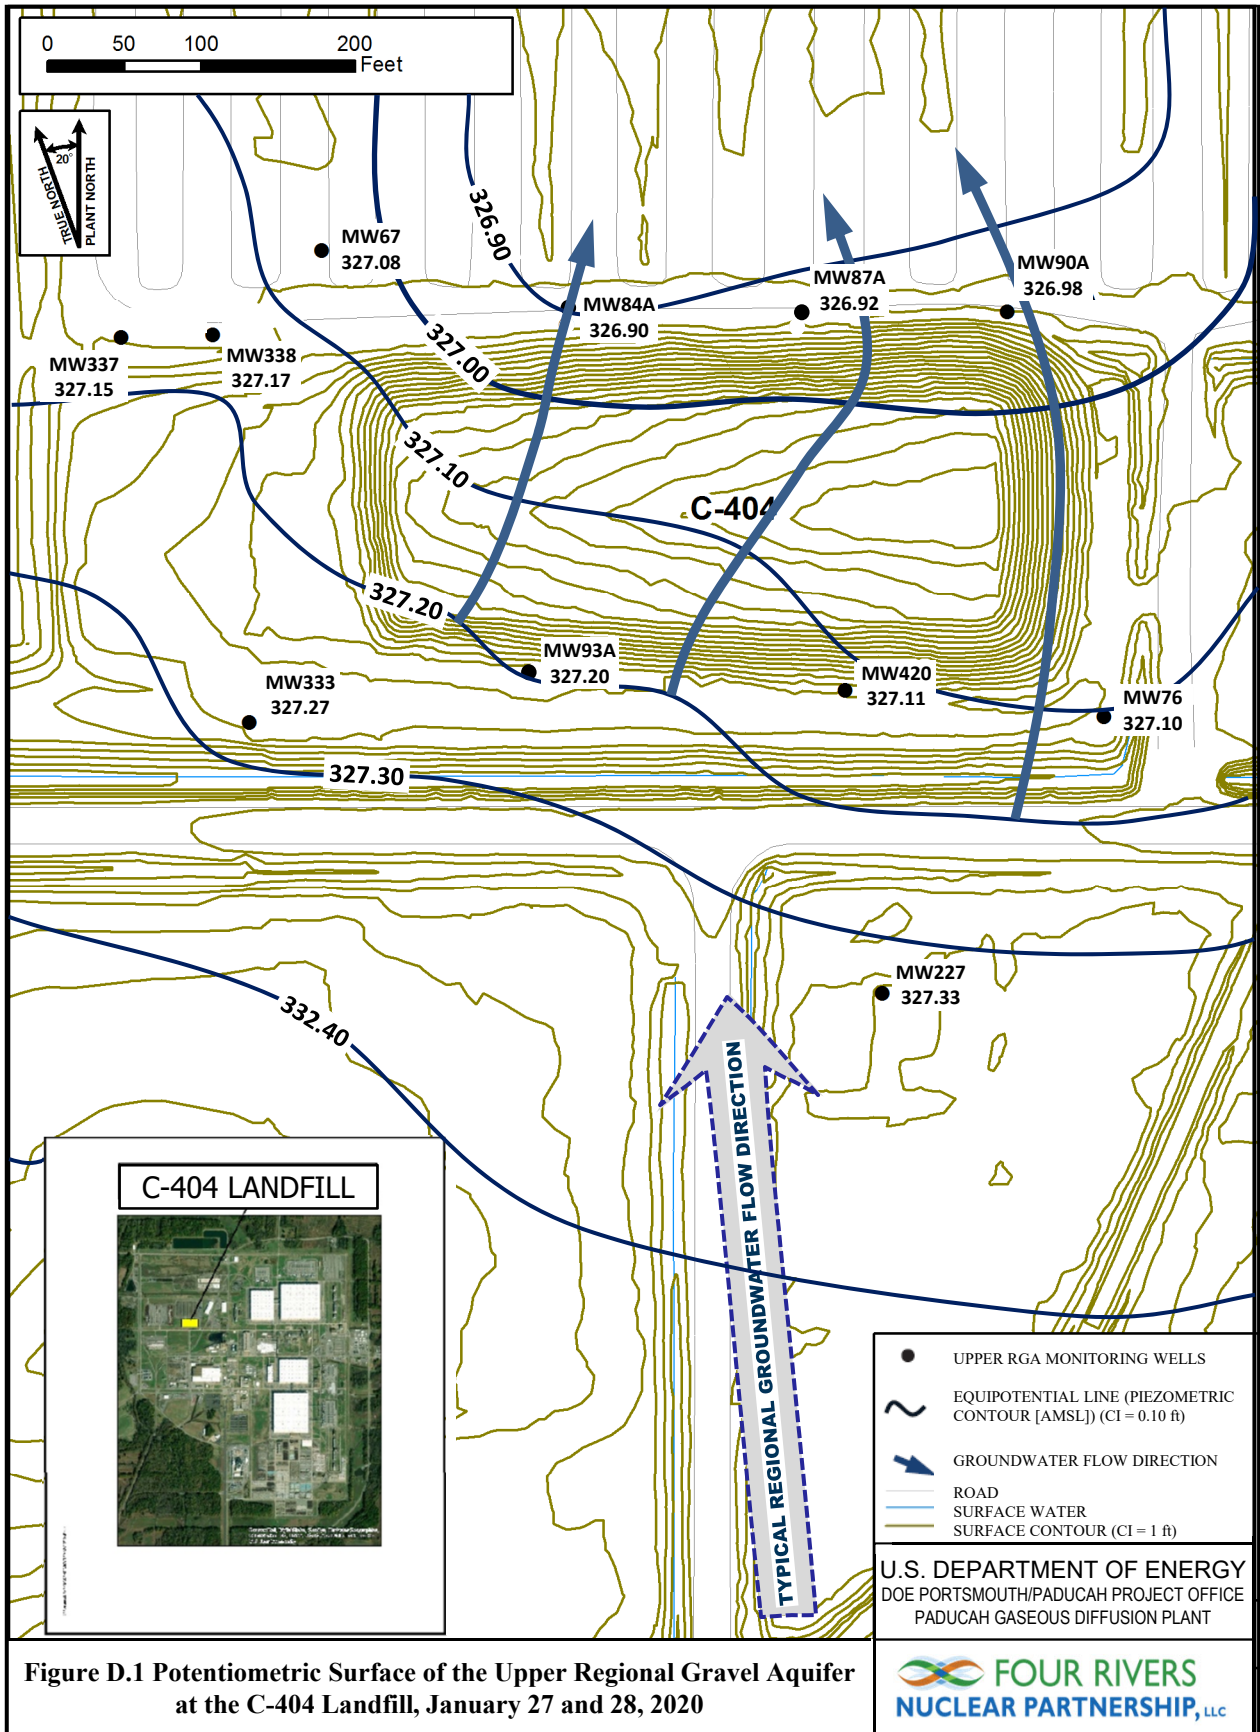 0 50 100 200
Feet
20°
TRUE NORTH
PLANT NORTH
326.90
MW67
327.08
MW84A
326.90
MW87A
326.92
MW90A
326.98
MW337
327.15
MW338
327.17
327.00
327.10
C-404
327.20
MW93A
327.20
MW420
327.11
MW333
327.27
MW76
327.10
327.30
MW227
327.33
332.40
TYPICAL REGIONAL GROUNDWATER FLOW DIRECTION
C-404 LANDFILL
UPPER RGA MONITORING WELLS
EQUIPOTENTIAL LINE (PIEZOMETRIC
CONTOUR [AMSL]) (CI = 0.10 ft)
GROUNDWATER FLOW DIRECTION
ROAD
SURFACE WATER
SURFACE CONTOUR (CI = 1 ft)
U.S. DEPARTMENT OF ENERGY
DOE PORTSMOUTH/PADUCAH PROJECT OFFICE
PADUCAH GASEOUS DIFFUSION PLANT
Figure D.1 Potentiometric Surface of the Upper Regional Gravel Aquifer
at the C-404 Landfill, January 27 and 28, 2020
FOUR RIVERS
NUCLEAR PARTNERSHIP, LLC